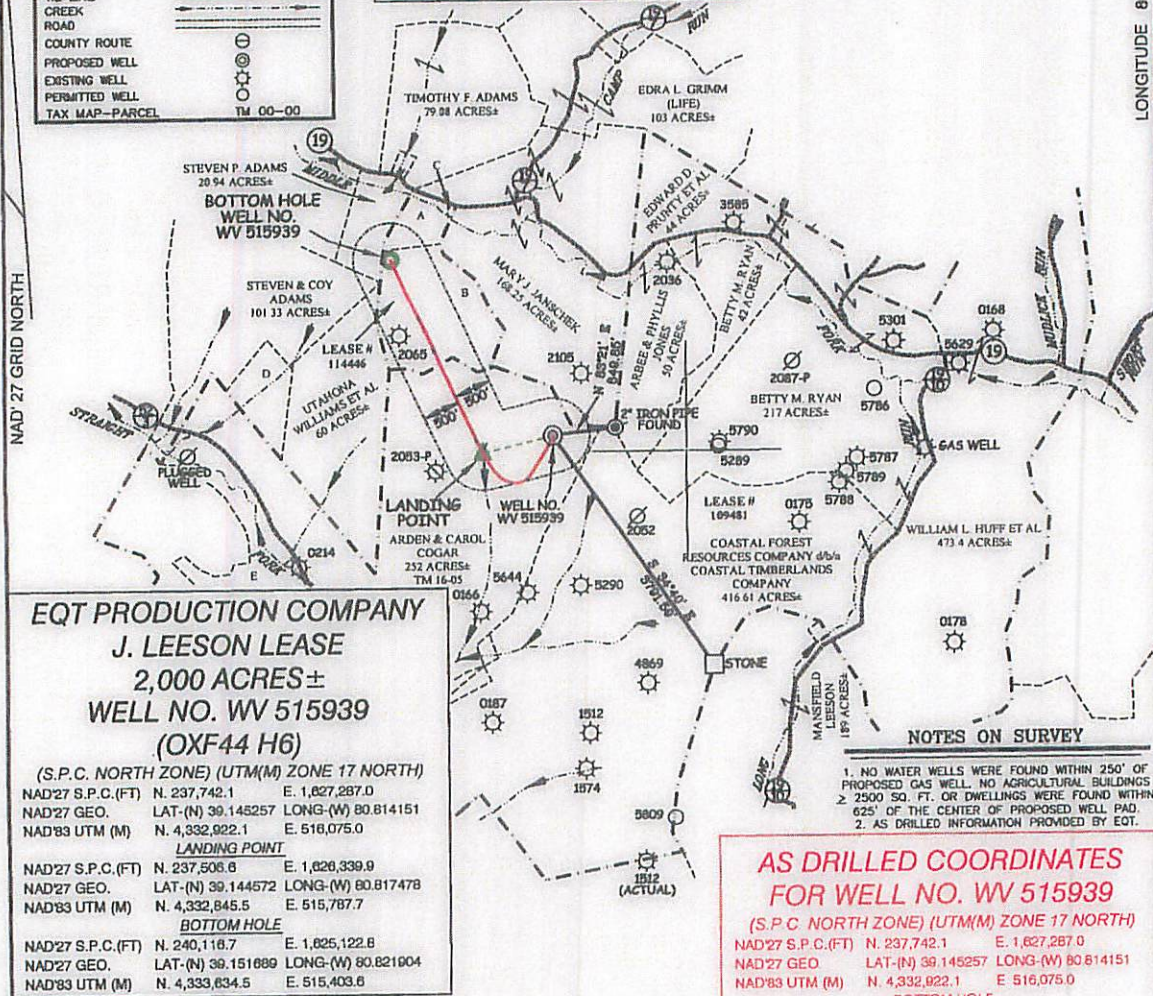 CREEK
ROAD
COUNTY ROUTE
PROPOSED WELL
EXISTING WELL
PERMITTED WELL
TAX MAP-PARCEL TM 00-00
LONGITUDE 8
NAD'27 GRID NORTH
RUN
CAMP
TIMOTHY F. ADAMS
79.08 ACRES±
EDRA L. GRIMM
(LIFE)
103 ACRES±
19
STEVEN P. ADAMS
20.94 ACRES±
MIDDLE
C
A
BOTTOM HOLE
WELL NO.
WV 515939
EDWARD D.
PRUNTY ET AL
44 ACRES±
3585
2036
MARY J. JANSCHEK
168.25 ACRES±
B
BETTY M. RYAN
42 ACRES±
STEVEN & COY
ADAMS
101.33 ACRES±
LEASE #
114446
2065
2105
ARBEE & PHYLLIS
JONES
50 ACRES±
FORK
5301
0168
5629
19
MUDLICK RUN
D
UTAHONA
WILLIAMS ET AL
60 ACRES±
500'
500'
2087-P
BETTY M. RYAN
217 ACRES±
5786
STRAIGHT
2" IRON PIPE
FOUND
5790
5289
RUN
GAS WELL
PLUGGED
WELL
2053-P
5787
5789
5788
LANDING
POINT
WELL NO.
WV 515939
LEASE #
109481
0175
2052
WILLIAM L. HUFF ET AL
473.4 ACRES±
ARDEN & CAROL
COGAR
252 ACRES±
TM 16-05
COASTAL FOREST
RESOURCES COMPANY d/b/a
COASTAL TIMBERLANDS
COMPANY
416.61 ACRES±
FORK
0214
E
0166
5644
5290
S 34°40' E
0178
STONE
4869
0187
1512
1574
MANSFIELD
LEESON
189 ACRES±
LONG
5809
1512
(ACTUAL)
EQT PRODUCTION COMPANY
J. LEESON LEASE
2,000 ACRES±
WELL NO. WV 515939
(OXF44 H6)
(S.P.C. NORTH ZONE) (UTM(M) ZONE 17 NORTH)
NAD'27 S.P.C.(FT) N. 237,742.1 E. 1,627,287.0
NAD'27 GEO. LAT-(N) 39.145257 LONG-(W) 80.814151
NAD'83 UTM (M) N. 4,332,922.1 E. 516,075.0
LANDING POINT
NAD'27 S.P.C.(FT) N. 237,506.6 E. 1,626,339.9
NAD'27 GEO. LAT-(N) 39.144572 LONG-(W) 80.817478
NAD'83 UTM (M) N. 4,332,845.5 E. 515,787.7
BOTTOM HOLE
NAD'27 S.P.C.(FT) N. 240,116.7 E. 1,625,122.8
NAD'27 GEO. LAT-(N) 39.151689 LONG-(W) 80.821904
NAD'83 UTM (M) N. 4,333,634.5 E. 515,403.6
NOTES ON SURVEY
1. NO WATER WELLS WERE FOUND WITHIN 250' OF
PROPOSED GAS WELL. NO AGRICULTURAL BUILDINGS
≥ 2500 SQ. FT. OR DWELLINGS WERE FOUND WITHIN
625' OF THE CENTER OF PROPOSED WELL PAD.
2. AS DRILLED INFORMATION PROVIDED BY EQT.
AS DRILLED COORDINATES
FOR WELL NO. WV 515939
(S.P.C. NORTH ZONE) (UTM(M) ZONE 17 NORTH)
NAD'27 S.P.C.(FT) N. 237,742.1 E. 1,627,287.0
NAD'27 GEO LAT-(N) 39.145257 LONG-(W) 80.814151
NAD'83 UTM (M) N. 4,332,922.1 E 516,075.0